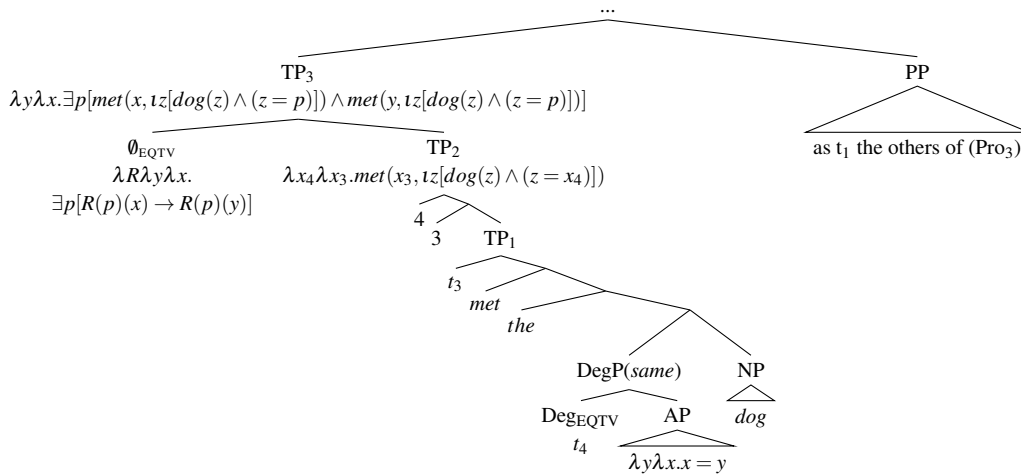 ...
TP₃ PP
λyλx.∃p[met(x, ιz[dog(z) ∧ (z = p)]) ∧ met(y, ιz[dog(z) ∧ (z = p)])]
∅EQTV TP₂ as t₁ the others of (Pro₃)
λRλyλx. λx₄λx₃.met(x₃, ιz[dog(z) ∧ (z = x₄)])
∃p[R(p)(x) → R(p)(y)]
4
3 TP₁
t₃
met
the
DegP(same) NP
DegEQTV AP dog
t₄
λyλx.x = y